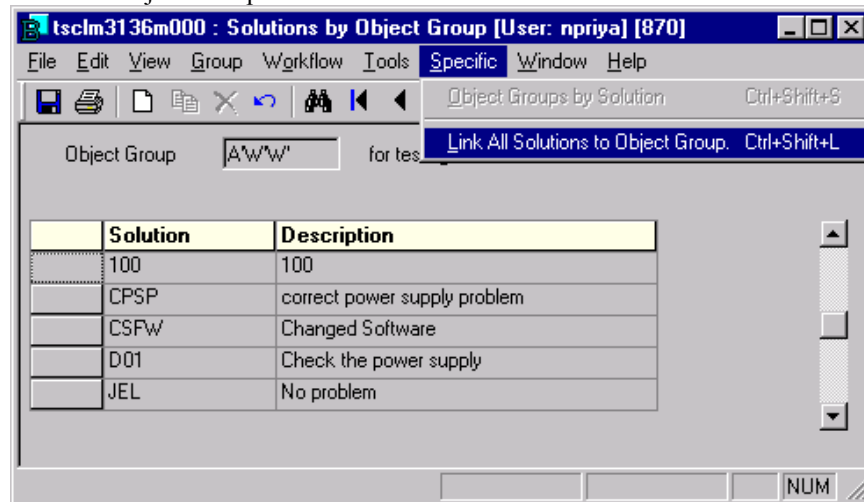 tsclm3136m000 : Solutions by Object Group [User: npriya] [870]
File Edit View Group Workflow Tools Specific Window Help
Object Groups by Solution Ctrl+Shift+S
Link All Solutions to Object Group. Ctrl+Shift+L
Object Group A'W'W' for
Solution Description
100 100
CPSP correct power supply problem
CSFW Changed Software
D01 Check the power supply
JEL No problem
NUM